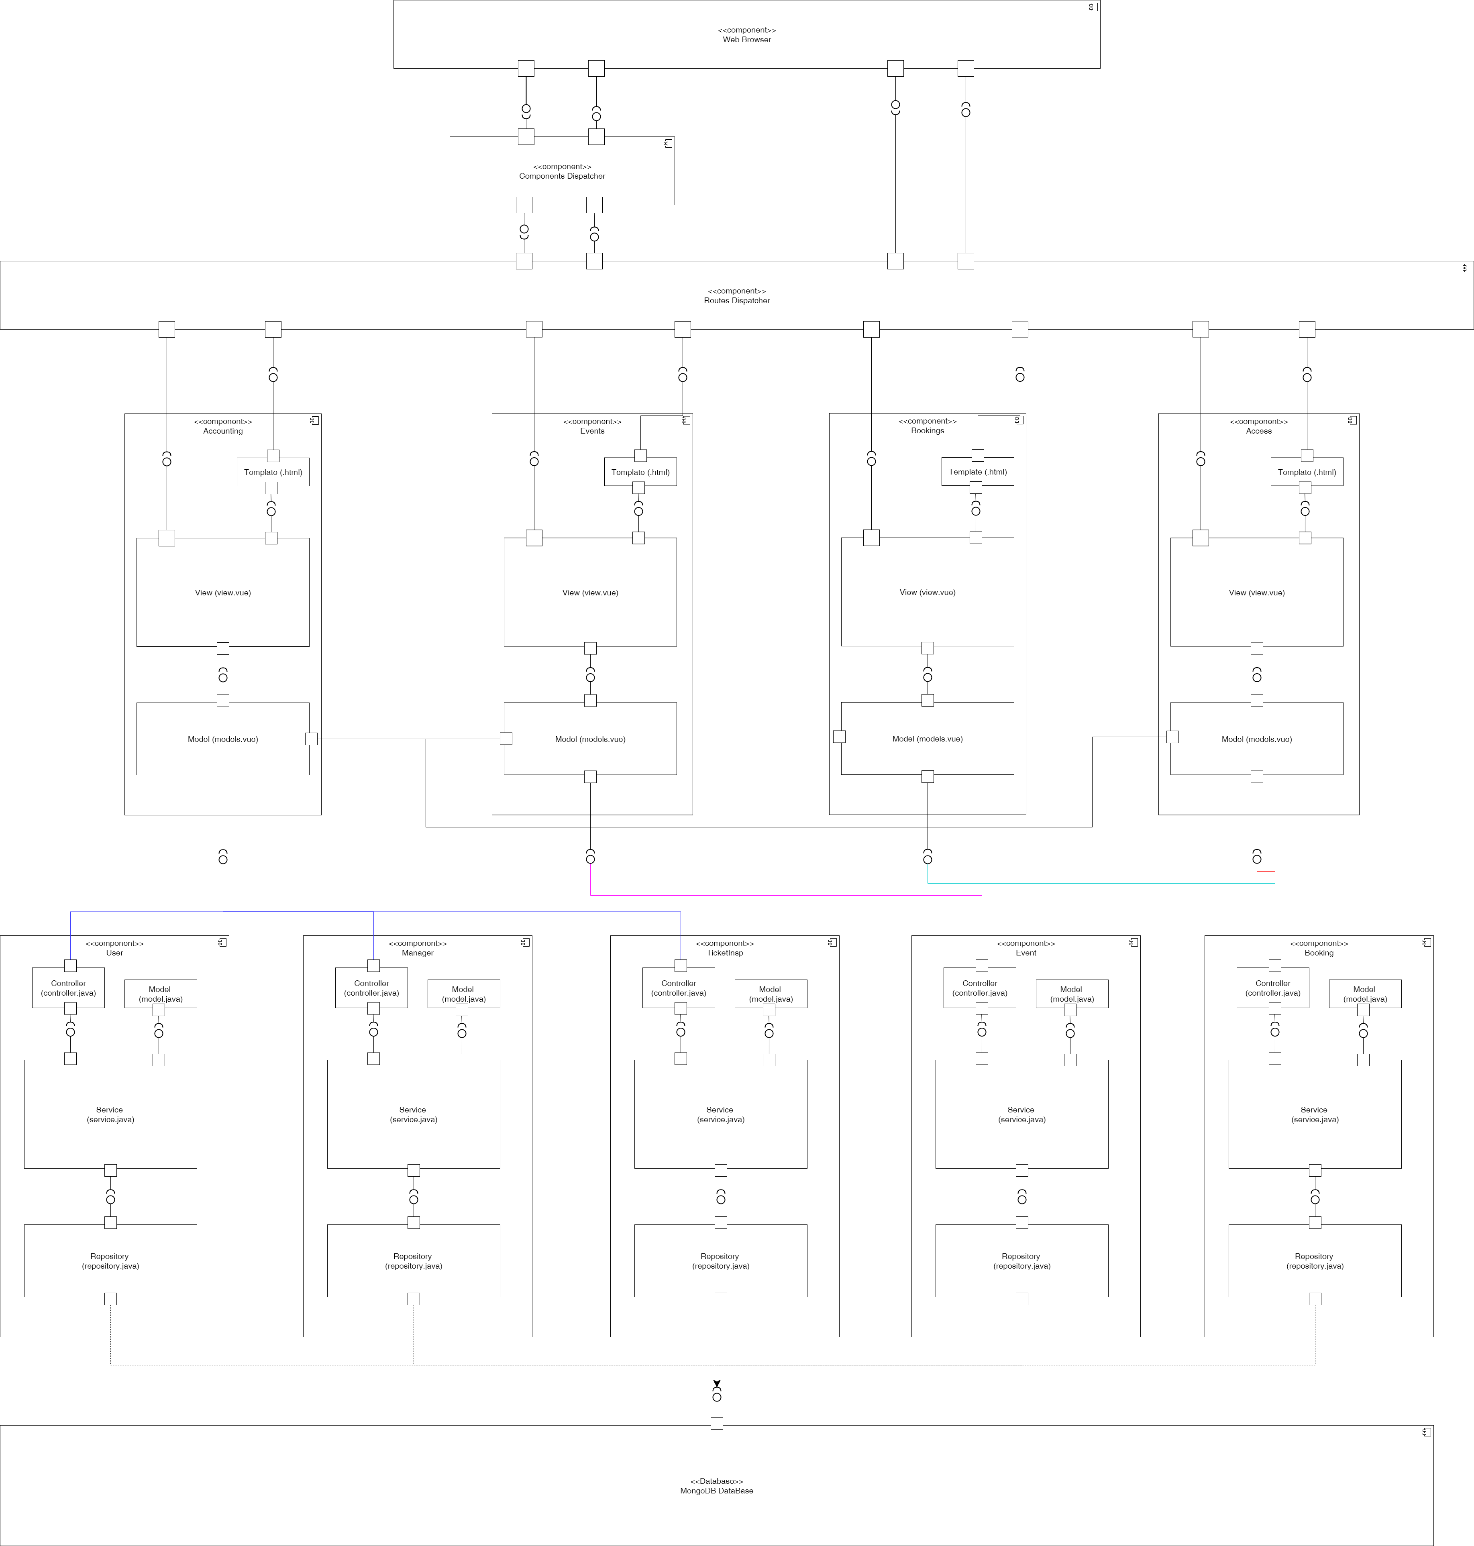 <<component>>
Web Browser
<<component>>
Components Dispatcher
<<component>>
Routes Dispatcher
<<component>>
Accounting
<<component>>
Events
<<component>>
Bookings
<<component>>
Access
Template (.html)
Template (.html)
Template (.html)
Template (.html)
View (view.vue)
View (view.vue)
View (view.vue)
View (view.vue)
Model (models.vue)
Model (models.vue)
Model (models.vue)
Model (models.vue)
<<component>>
User
<<component>>
Manager
<<component>>
TicketInsp
<<component>>
Event
<<component>>
Booking
Controller
(controller.java)
Model
(model.java)
Controller
(controller.java)
Model
(model.java)
Controller
(controller.java)
Model
(model.java)
Controller
(controller.java)
Model
(model.java)
Controller
(controller.java)
Model
(model.java)
Service
(service.java)
Service
(service.java)
Service
(service.java)
Service
(service.java)
Service
(service.java)
Repository
(repository.java)
Repository
(repository.java)
Repository
(repository.java)
Repository
(repository.java)
Repository
(repository.java)
<<Database>>
MongoDB DataBase